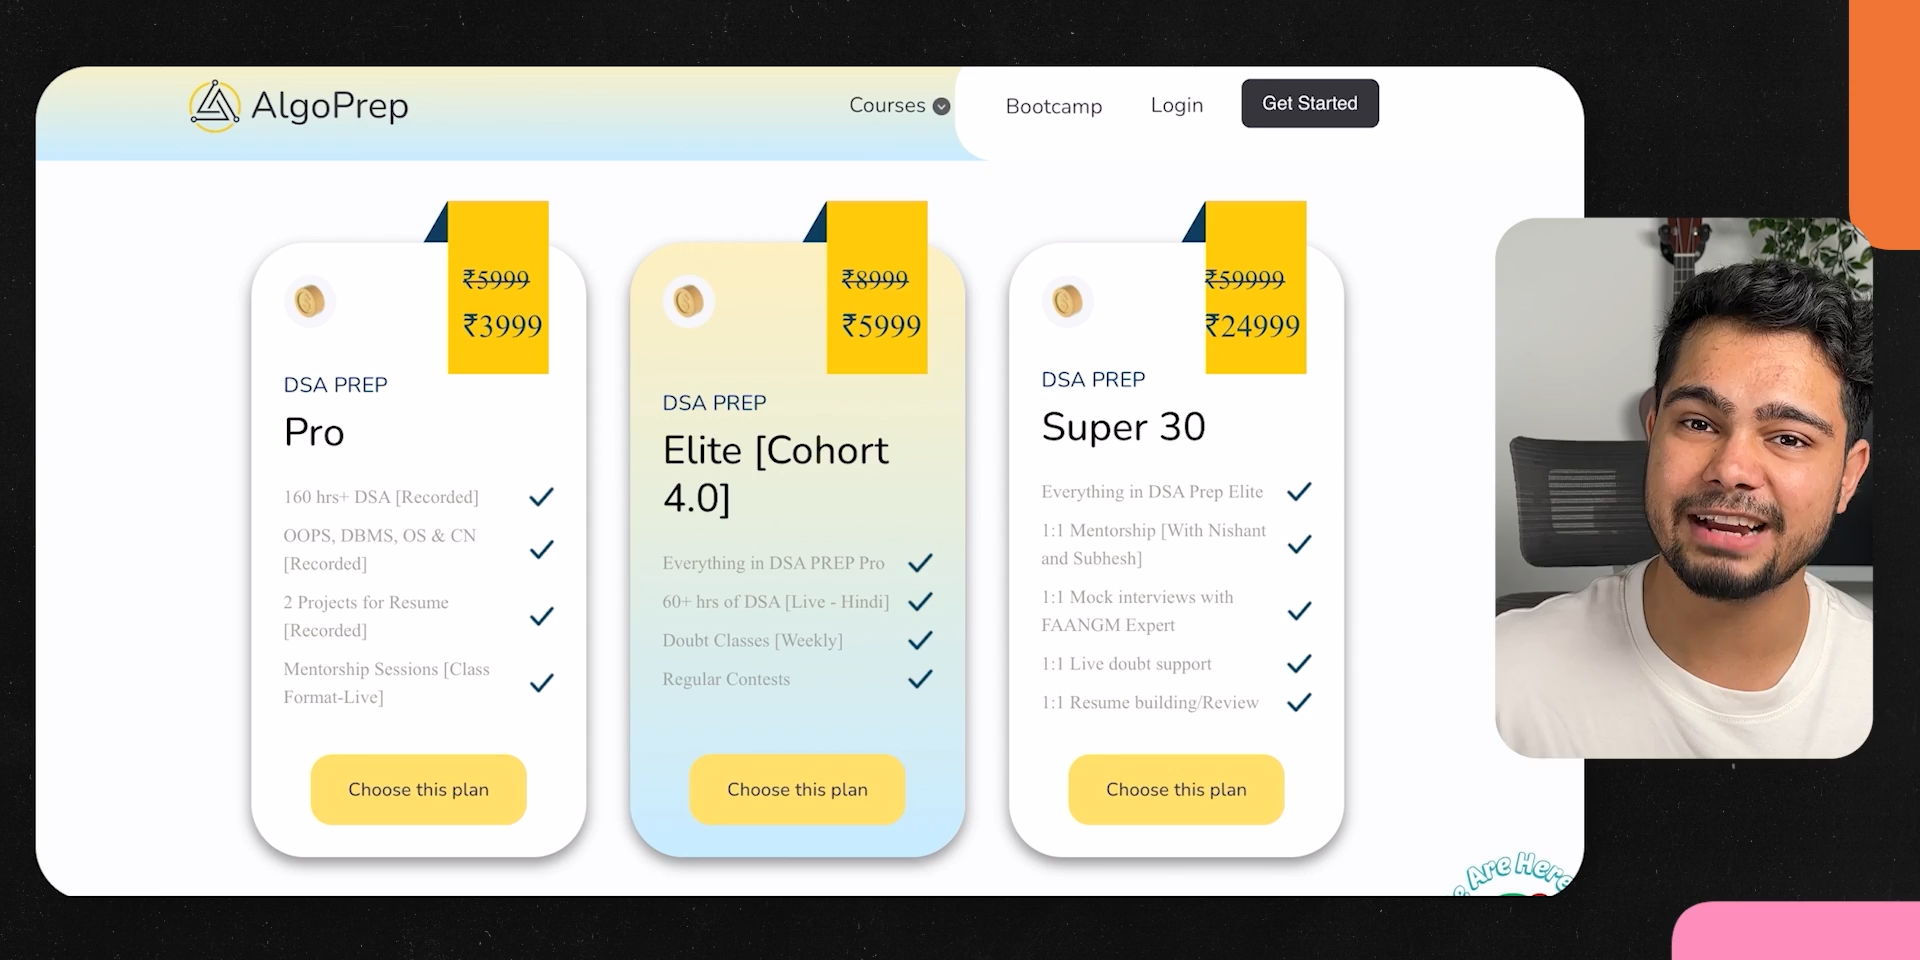 AlgoPrep
Courses
Bootcamp
Login
Get Started
₹5999
₹3999
DSA PREP
Pro
160 hrs+ DSA [Recorded]
OOPS, DBMS, OS & CN
[Recorded]
2 Projects for Resume
[Recorded]
Mentorship Sessions [Class
Format-Live]
Choose this plan
₹8999
₹5999
DSA PREP
Elite [Cohort
4.0]
Everything in DSA PREP Pro
60+ hrs of DSA [Live - Hindi]
Doubt Classes [Weekly]
Regular Contests
Choose this plan
₹59999
₹24999
DSA PREP
Super 30
Everything in DSA Prep Elite
1:1 Mentorship [With Nishant
and Subhesh]
1:1 Mock interviews with
FAANGM Expert
1:1 Live doubt support
1:1 Resume building/Review
Choose this plan
Are Here